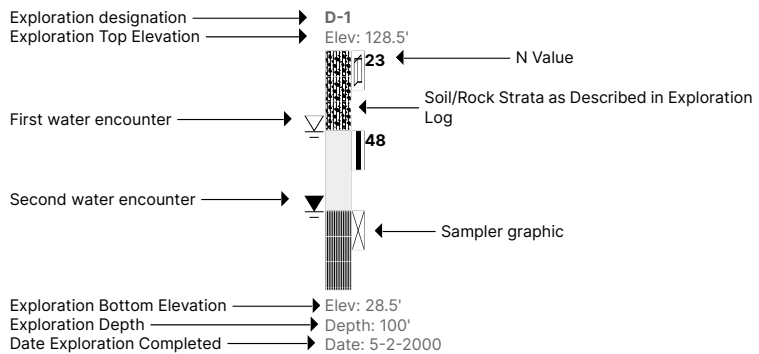 Exploration designation D-1
Exploration Top Elevation Elev: 128.5'
23 N Value
Soil/Rock Strata as Described in Exploration
Log
First water encounter
48
Second water encounter
Sampler graphic
Exploration Bottom Elevation Elev: 28.5'
Exploration Depth Depth: 100'
Date Exploration Completed Date: 5-2-2000